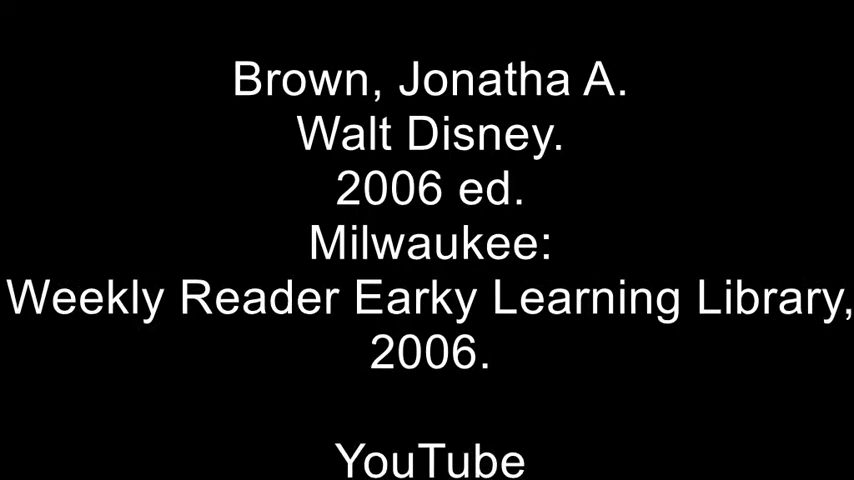 Brown, Jonatha A.
Walt Disney.
2006 ed.
Milwaukee:
Weekly Reader Earky Learning Library,
2006.
YouTube